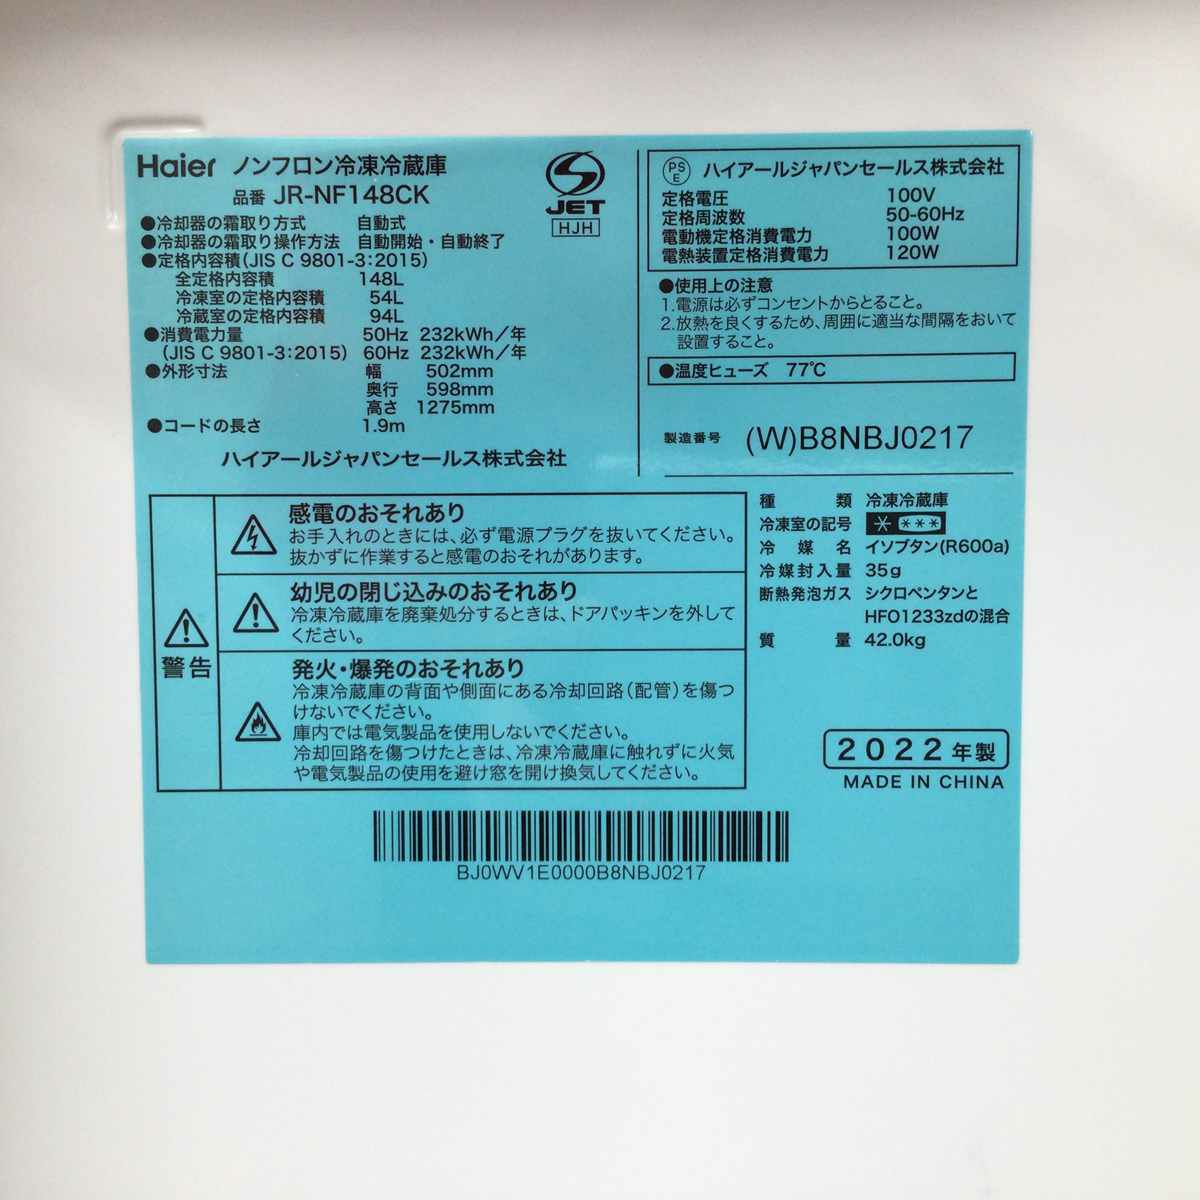 Haier ノンフロン冷凍冷蔵庫
品番 JR-NF148CK
●冷却器の霜取り方式 自動式
●冷却器の霜取り操作方法 自動開始・自動終了
●定格内容積(JIS C 9801-3:2015)
全定格内容積 148L
冷凍室の定格内容積 54L
冷蔵室の定格内容積 94L
●消費電力量 50Hz 232kWh/年
(JIS C 9801-3:2015) 60Hz 232kWh/年
●外形寸法 幅 502mm
奥行 598mm
高さ 1275mm
●コードの長さ 1.9m
ハイアールジャパンセールス株式会社
S
JET
HJH
PS
E
ハイアールジャパンセールス株式会社
定格電圧 100V
定格周波数 50-60Hz
電動機定格消費電力 100W
電熱装置定格消費電力 120W
●使用上の注意
1.電源は必ずコンセントからとること。
2.放熱を良くするため、周囲に適当な間隔をおいて
設置すること。
●温度ヒューズ 77℃
製造番号 (W)B8NBJ0217
警告
感電のおそれあり
お手入れのときには、必ず電源プラグを抜いてください。
抜かずに作業すると感電のおそれがあります。
幼児の閉じ込みのおそれあり
冷凍冷蔵庫を廃棄処分するときは、ドアパッキンを外して
ください。
発火・爆発のおそれあり
冷凍冷蔵庫の背面や側面にある冷却回路(配管)を傷つ
けないでください。
庫内では電気製品を使用しないでください。
冷却回路を傷つけたときは、冷凍冷蔵庫に触れずに火気
や電気製品の使用を避け窓を開け換気してください。
種類 冷凍冷蔵庫
冷凍室の記号 * ***
冷媒名 イソブタン(R600a)
冷媒封入量 35g
断熱発泡ガス シクロペンタンと
HFO1233zdの混合
質量 42.0kg
2022年製
MADE IN CHINA
BJ0WV1E0000B8NBJ0217